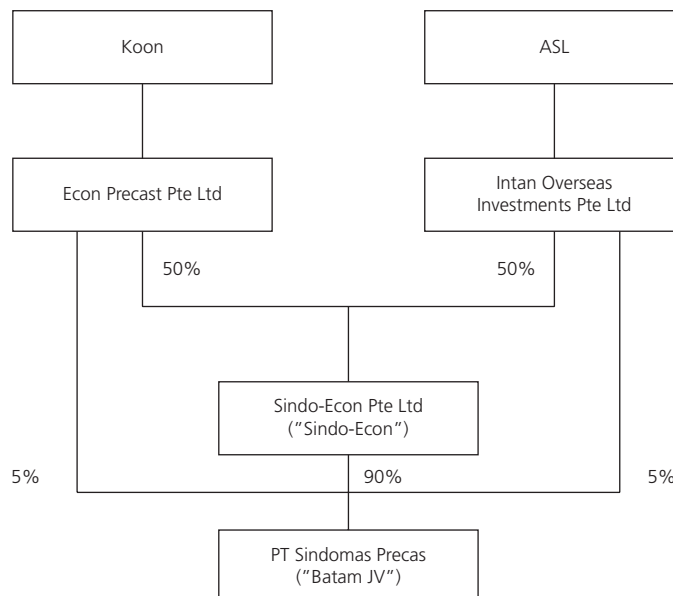 Koon
ASL
Econ Precast Pte Ltd
Intan Overseas
Investments Pte Ltd
50%
50%
Sindo-Econ Pte Ltd
(“Sindo-Econ”)
5%
90%
5%
PT Sindomas Precas
(“Batam JV”)